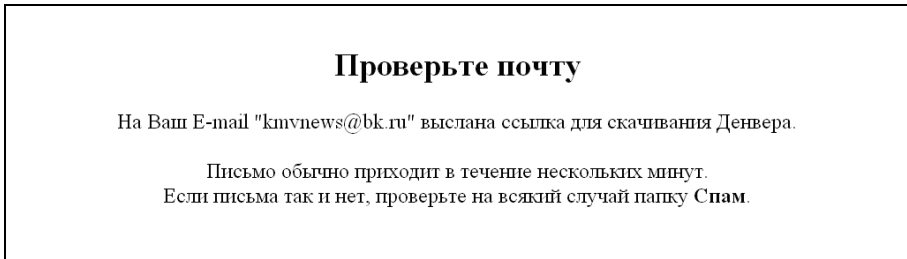 Проверьте почту
На Ваш E-mail "kmvnews@bk.ru" выслана ссылка для скачивания Денвера.
Письмо обычно приходит в течение нескольких минут.
Если письма так и нет, проверьте на всякий случай папку Спам.